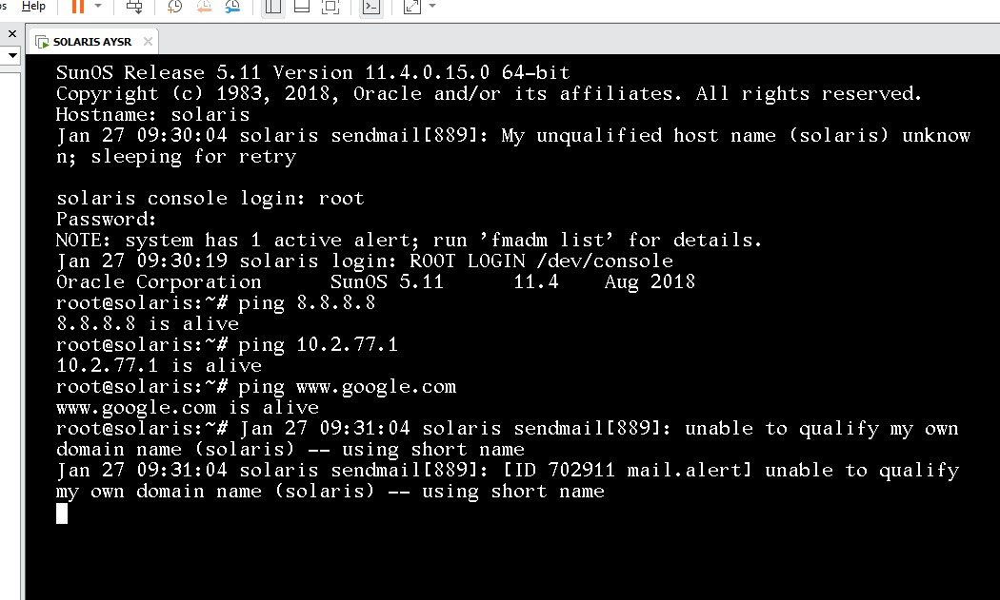 Help
SOLARIS AYSR
SunOS Release 5.11 Version 11.4.0.15.0 64-bit
Copyright (c) 1983, 2018, Oracle and/or its affiliates. All rights reserved.
Hostname: solaris
Jan 27 09:30:04 solaris sendmail[889]: My unqualified host name (solaris) unknow
n; sleeping for retry
solaris console login: root
Password:
NOTE: system has 1 active alert; run 'fmadm list' for details.
Jan 27 09:30:19 solaris login: ROOT LOGIN /dev/console
Oracle Corporation SunOS 5.11 11.4 Aug 2018
root@solaris:~# ping 8.8.8.8
8.8.8.8 is alive
root@solaris:~# ping 10.2.77.1
10.2.77.1 is alive
root@solaris:~# ping www.google.com
www.google.com is alive
root@solaris:~# Jan 27 09:31:04 solaris sendmail[889]: unable to qualify my own
domain name (solaris) -- using short name
Jan 27 09:31:04 solaris sendmail[889]: [ID 702911 mail.alert] unable to qualify
my own domain name (solaris) -- using short name